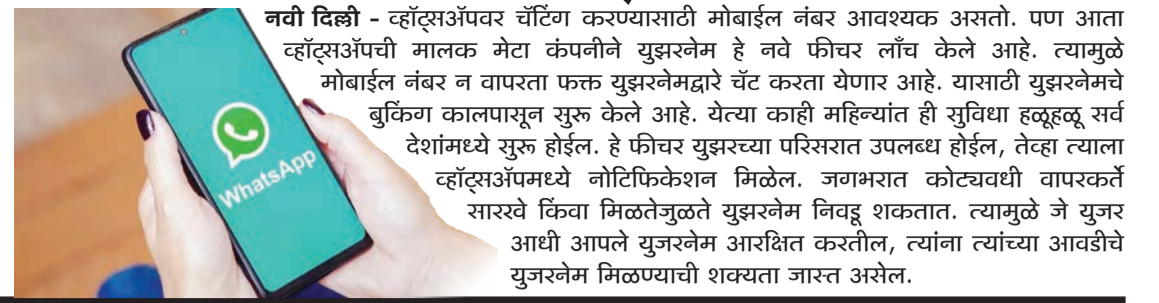 नवी दिल्ली - व्हॉट्सॲपवर चॅटिंग करण्यासाठी मोबाईल नंबर आवश्यक असतो. पण आता
व्हॉट्सॲपची मालक मेटा कंपनीने युझरनेम हे नवे फीचर लाँच केले आहे. त्यामुळे
मोबाईल नंबर न वापरता फक्त युझरनेमद्वारे चॅट करता येणार आहे. यासाठी युझरनेमचे
बुकिंग कालपासून सुरू केले आहे. येत्या काही महिन्यांत ही सुविधा हळूहळू सर्व
देशांमध्ये सुरू होईल. हे फीचर युझरच्या परिसरात उपलब्ध होईल, तेव्हा त्याला
व्हॉट्सॲपमध्ये नोटिफिकेशन मिळेल. जगभरात कोट्यवधी वापरकर्ते
सारखे किंवा मिळतेजुळते युझरनेम निवडू शकतात. त्यामुळे जे युजर
आधी आपले युजरनेम आरक्षित करतील, त्यांना त्यांच्या आवडीचे
युजरनेम मिळण्याची शक्यता जास्त असेल.
WhatsApp